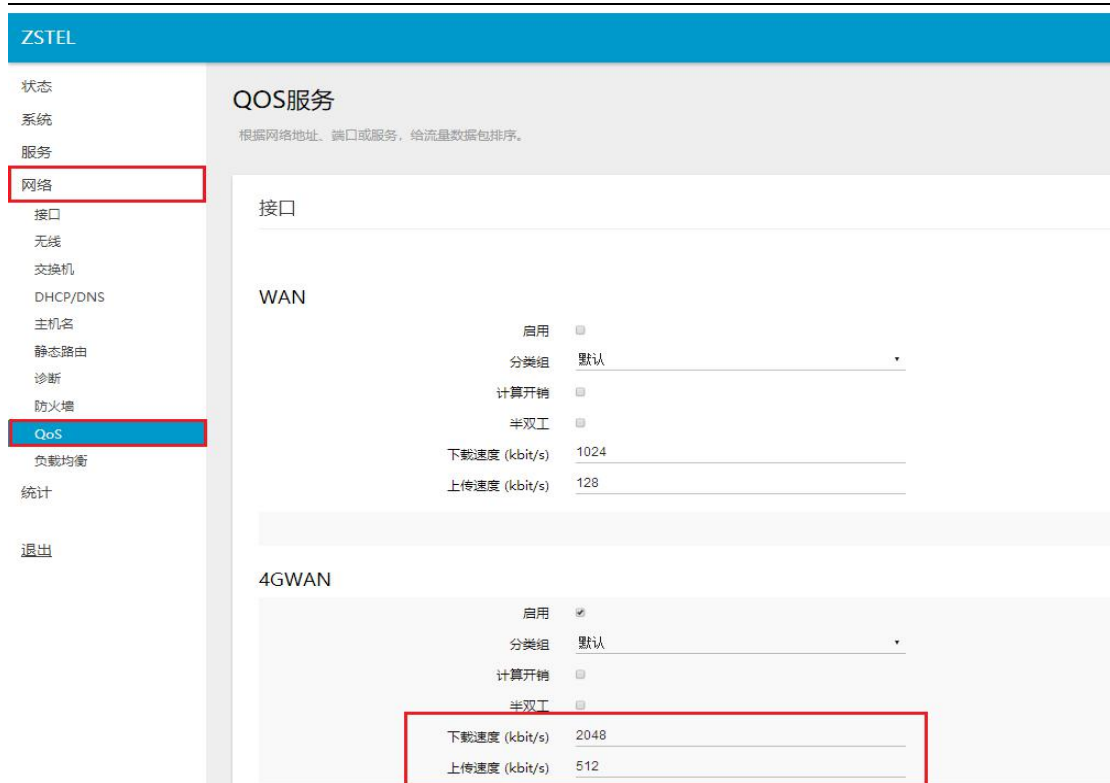 ZSTEL
状态
系统
服务
网络
接口
无线
交换机
DHCP/DNS
主机名
静态路由
诊断
防火墙
QoS
负载均衡
统计
退出
QOS服务
根据网络地址、端口或服务，给流量数据包排序。
接口
WAN
启用
分类组 默认
计算开销
半双工
下载速度 (kbit/s) 1024
上传速度 (kbit/s) 128
4GWAN
启用
分类组 默认
计算开销
半双工
下载速度 (kbit/s) 2048
上传速度 (kbit/s) 512